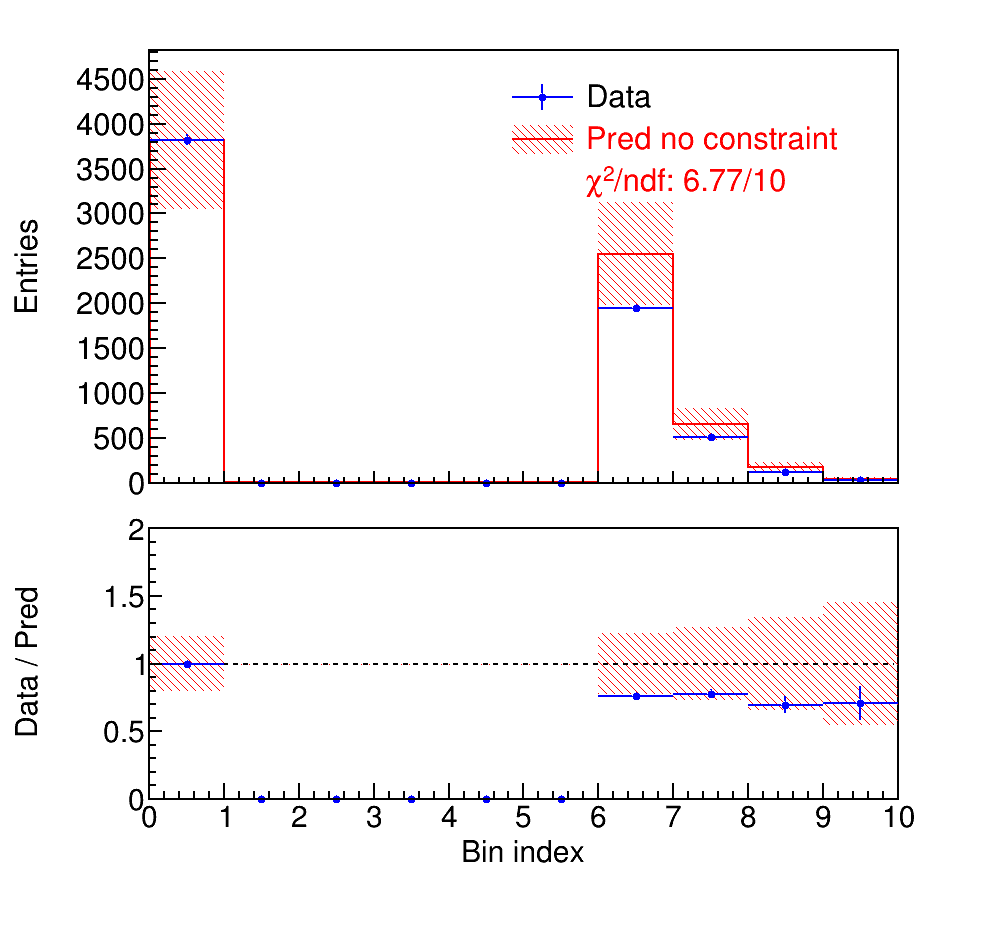 Entries
4500
4000
3500
3000
2500
2000
1500
1000
500
0
Data
Pred no constraint
χ²/ndf: 6.77/10
Data / Pred
2
1.5
1
0.5
0
0 1 2 3 4 5 6 7 8 9 10
Bin index